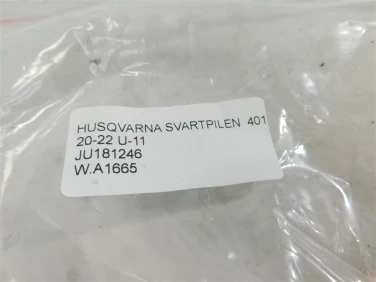 HUSQVARNA SVARTPILEN 401
20-22 U-11
JU181246
W.A1665